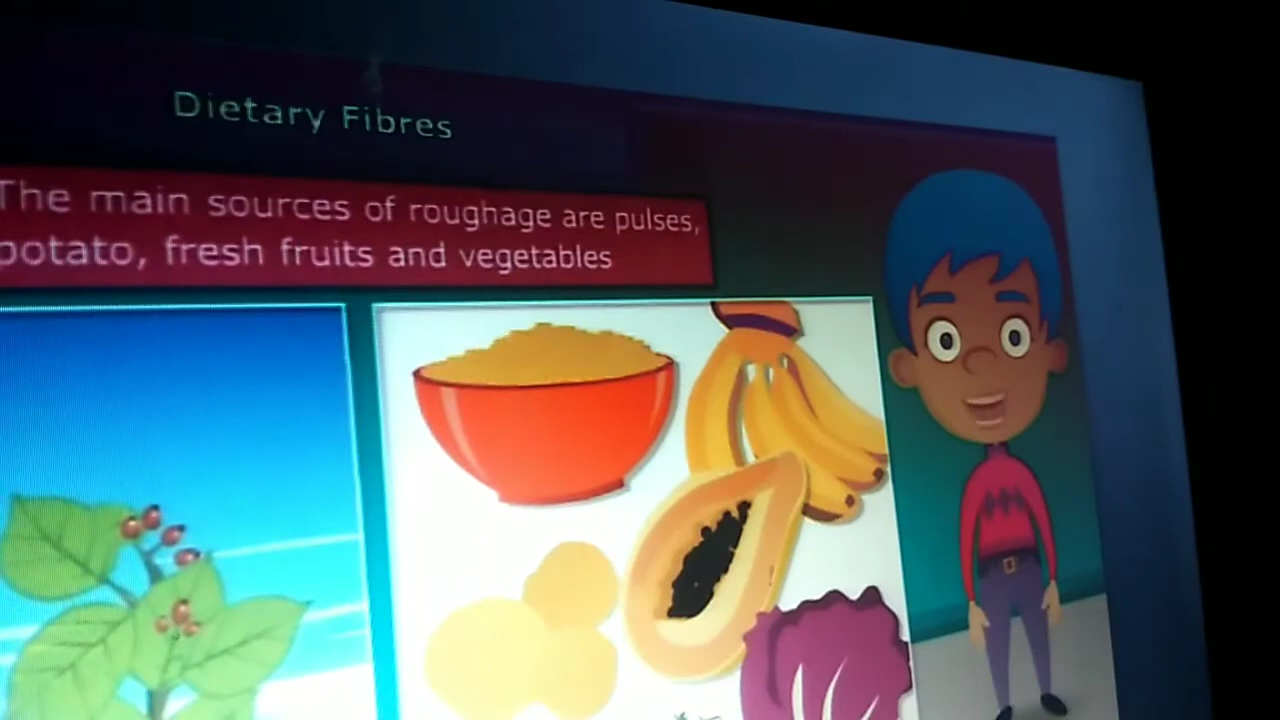 Dietary Fibres
The main sources of roughage are pulses,
potato, fresh fruits and vegetables